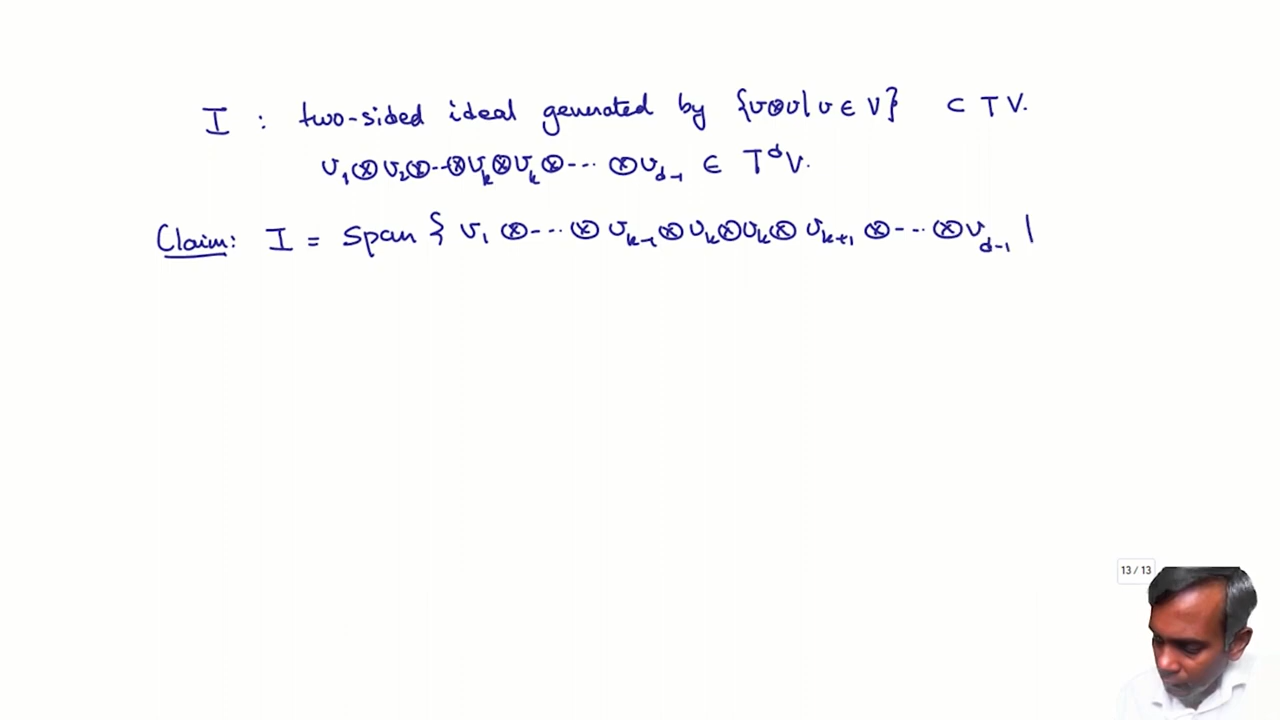 I : two-sided ideal generated by {v⊗v | v ∈ V} ⊂ TV.
v₁⊗v₂⊗--⊗vₖ⊗vₖ⊗--- ⊗v_{d-1} ∈ T^d V.
Claim: I = span { v₁ ⊗--- ⊗ v_{k-1}⊗vₖ⊗vₖ⊗ v_{k+1} ⊗--- ⊗v_{d-1} |
13 / 13